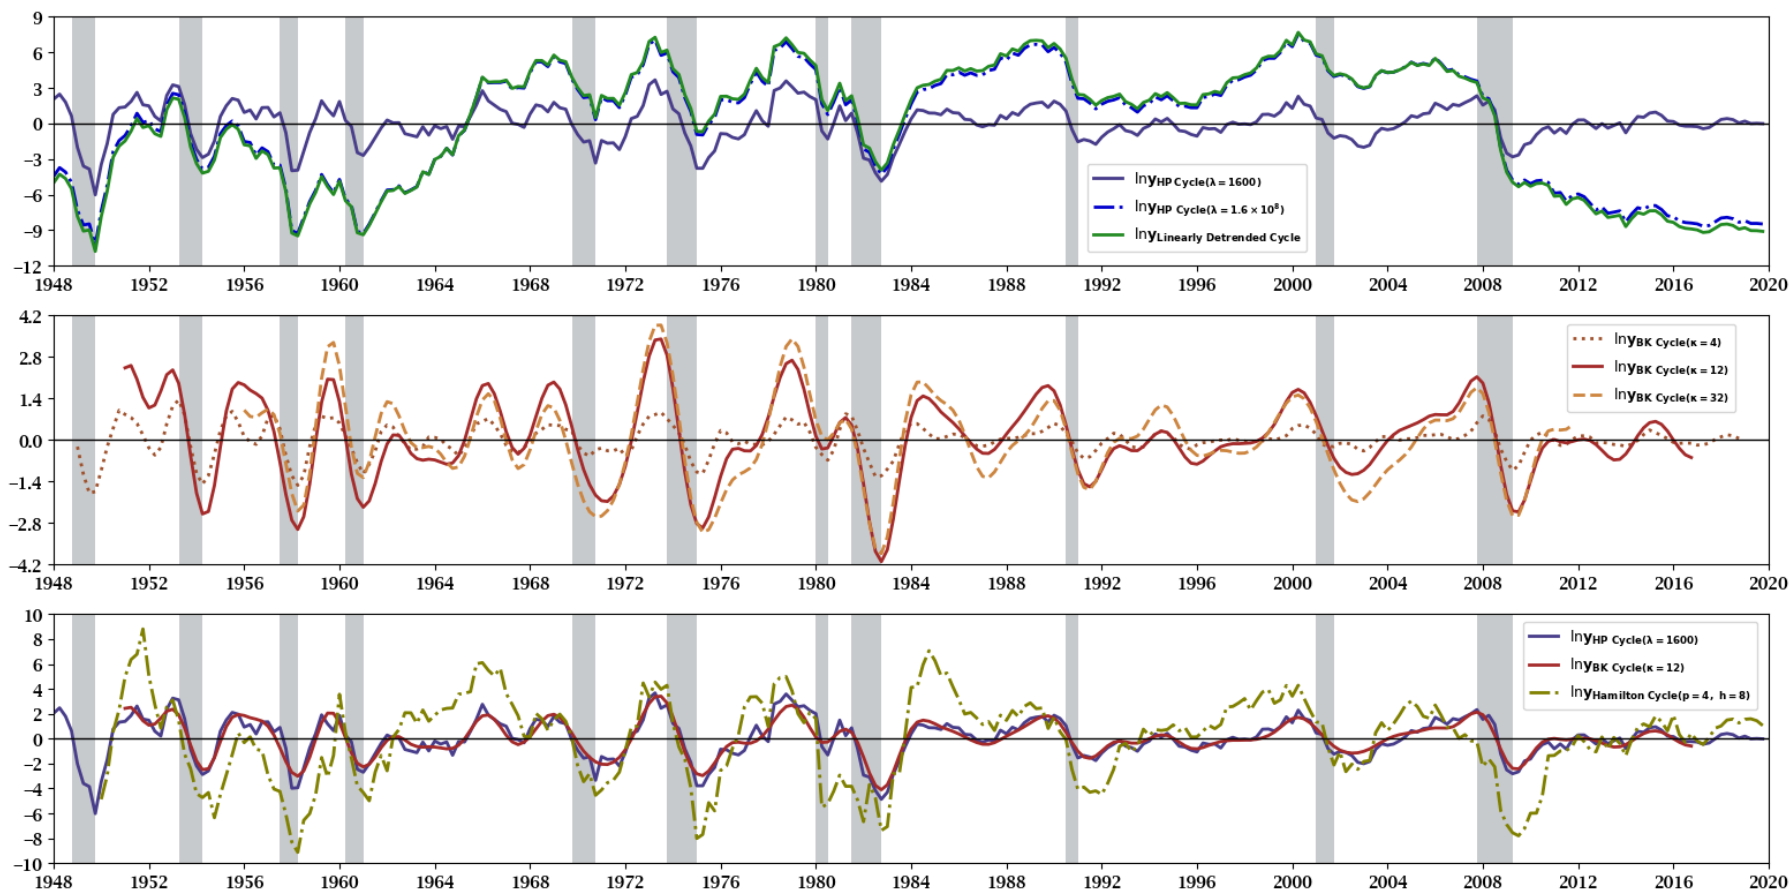 9
6
3
0
−3
−6
−9
−12
1948 1952 1956 1960 1964 1968 1972 1976 1980 1984 1988 1992 1996 2000 2004 2008 2012 2016 2020
lny_HP Cycle(λ = 1600)
lny_HP Cycle(λ = 1.6 × 10⁸)
lny_Linearly Detrended Cycle
4.2
2.8
1.4
0.0
−1.4
−2.8
−4.2
1948 1952 1956 1960 1964 1968 1972 1976 1980 1984 1988 1992 1996 2000 2004 2008 2012 2016 2020
lny_BK Cycle(κ = 4)
lny_BK Cycle(κ = 12)
lny_BK Cycle(κ = 32)
10
8
6
4
2
0
−2
−4
−6
−8
−10
1948 1952 1956 1960 1964 1968 1972 1976 1980 1984 1988 1992 1996 2000 2004 2008 2012 2016 2020
lny_HP Cycle(λ = 1600)
lny_BK Cycle(κ = 12)
lny_Hamilton Cycle(p = 4, h = 8)